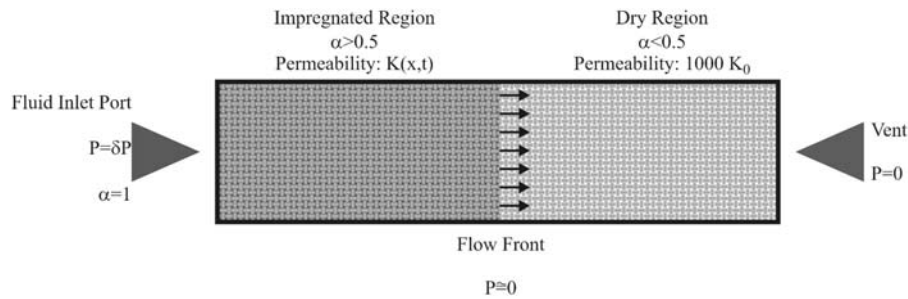 Impregnated Region
α>0.5
Permeability: K(x,t)
Dry Region
α<0.5
Permeability: 1000 K₀
Fluid Inlet Port
P=δP
α=1
Vent
P=0
Flow Front
P≅0